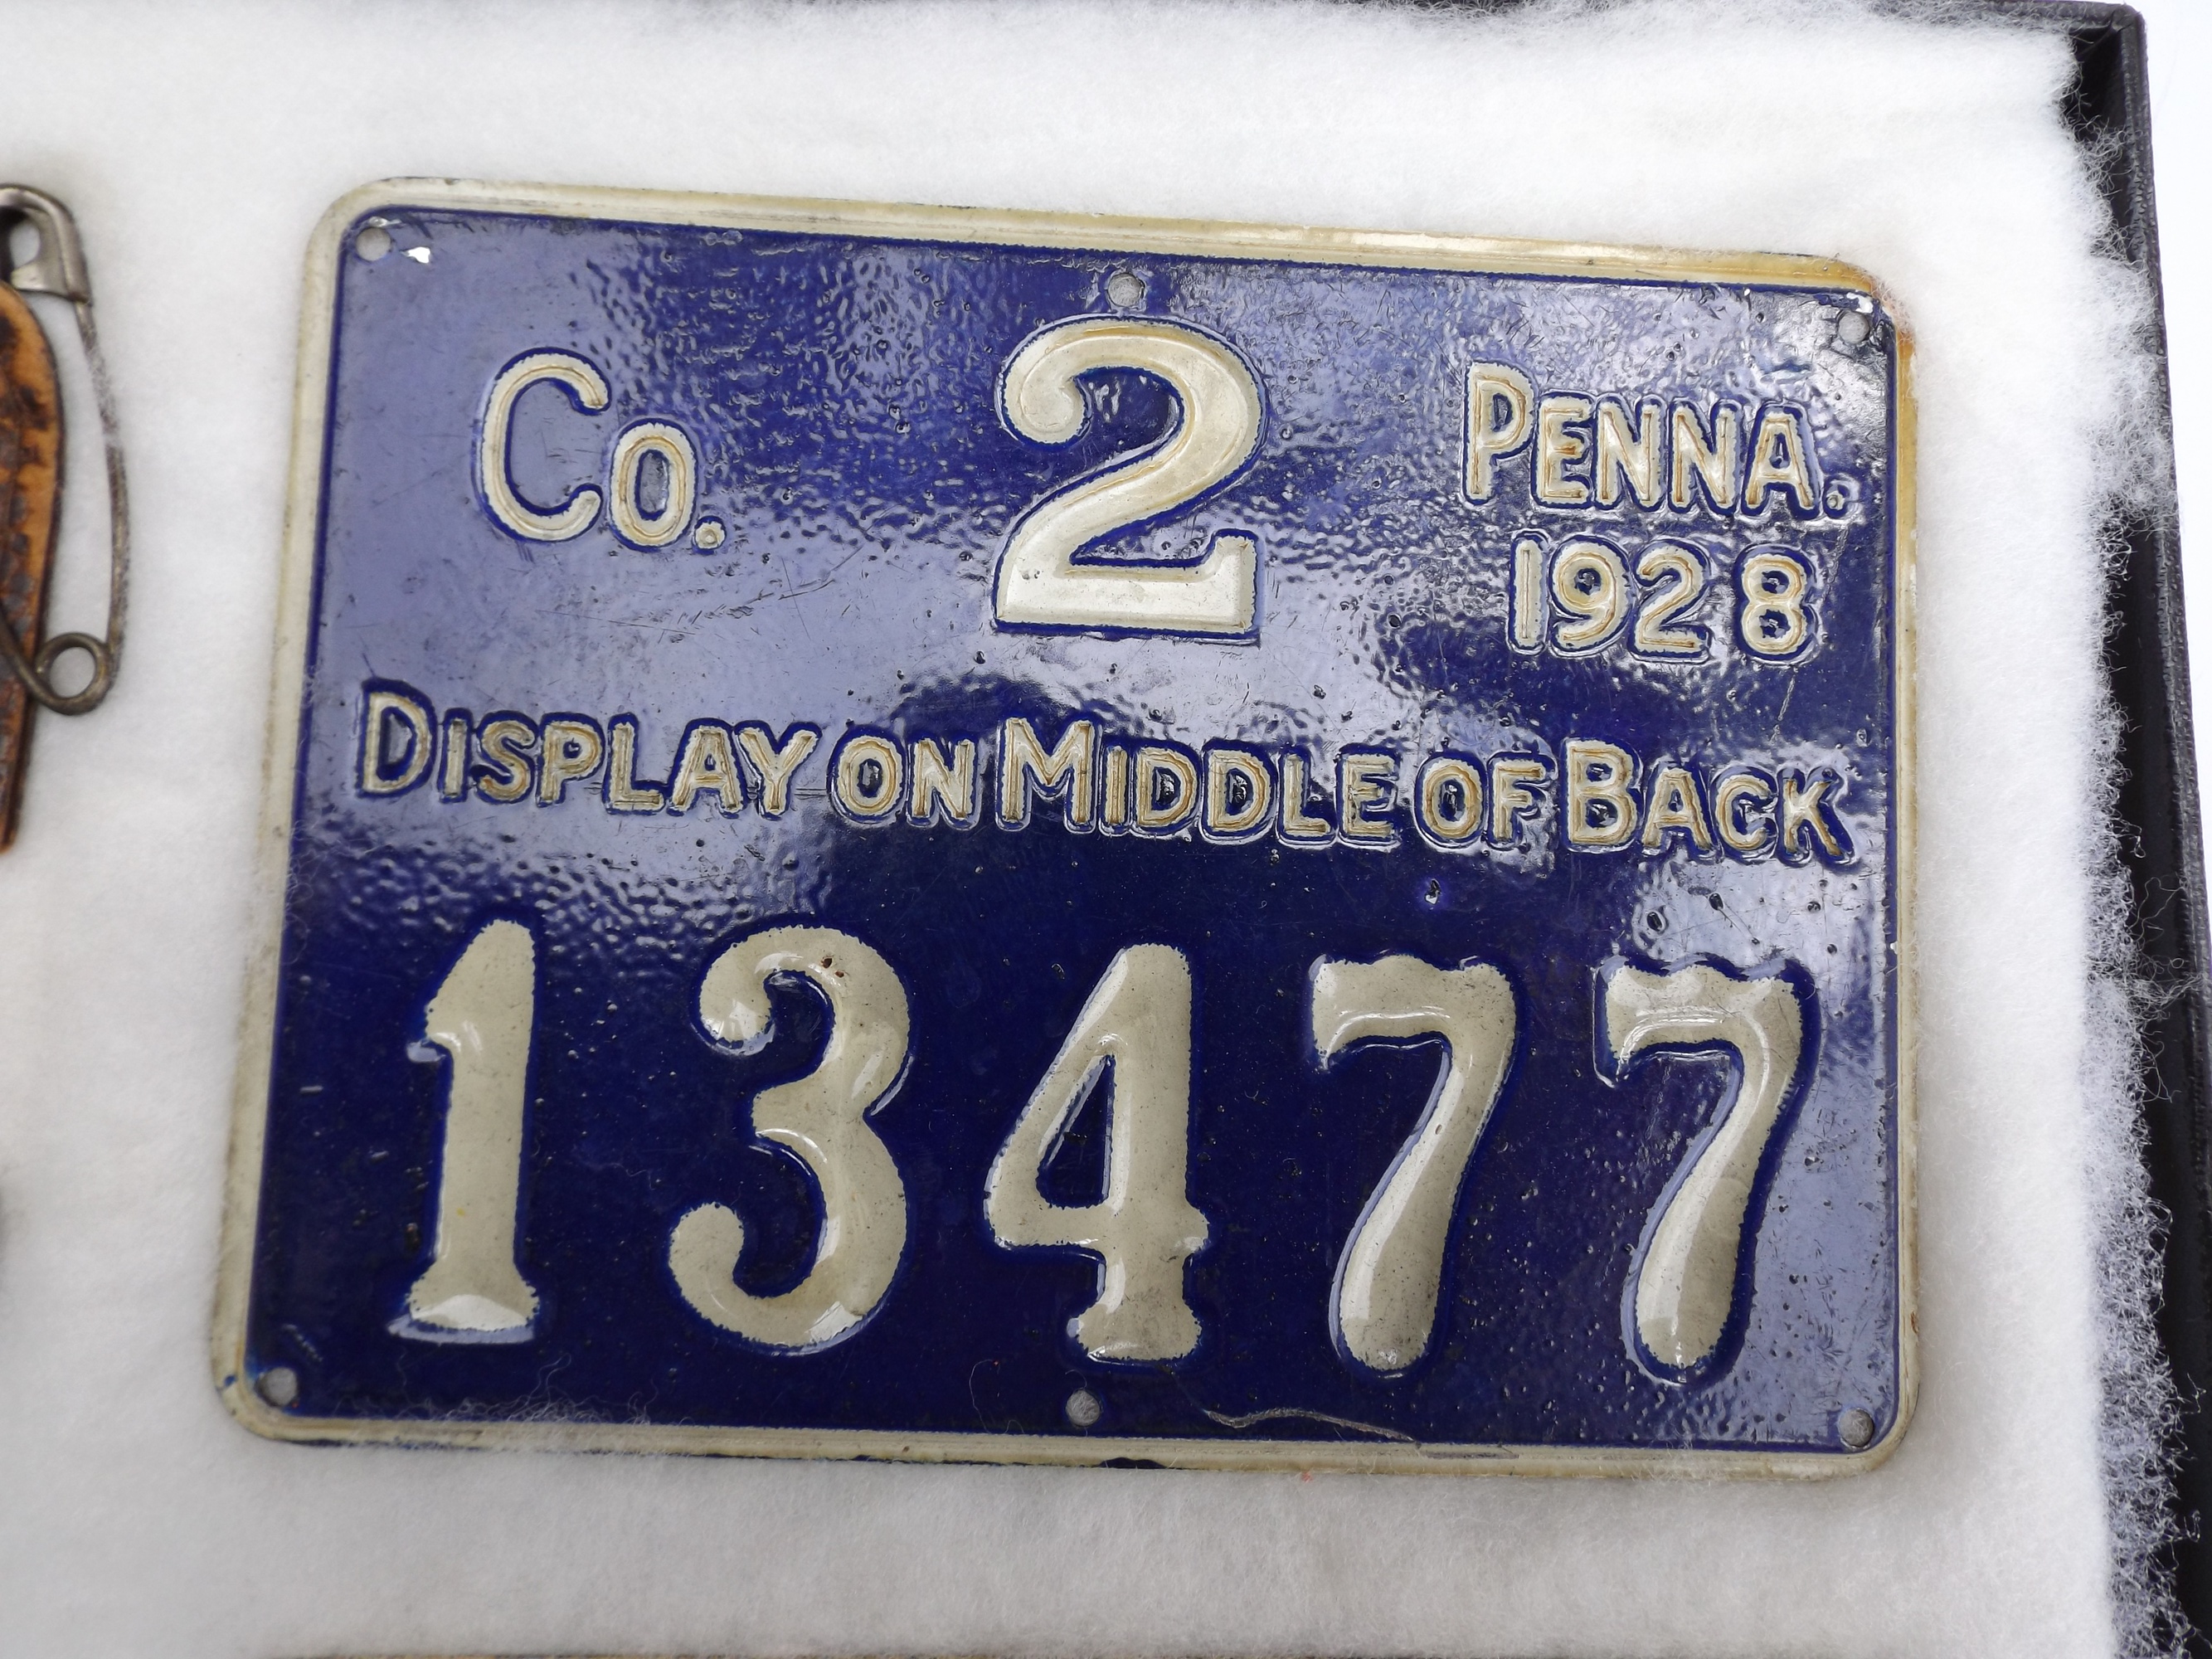 Co. 2 PENNA.
1928
DISPLAY ON MIDDLE OF BACK
13477